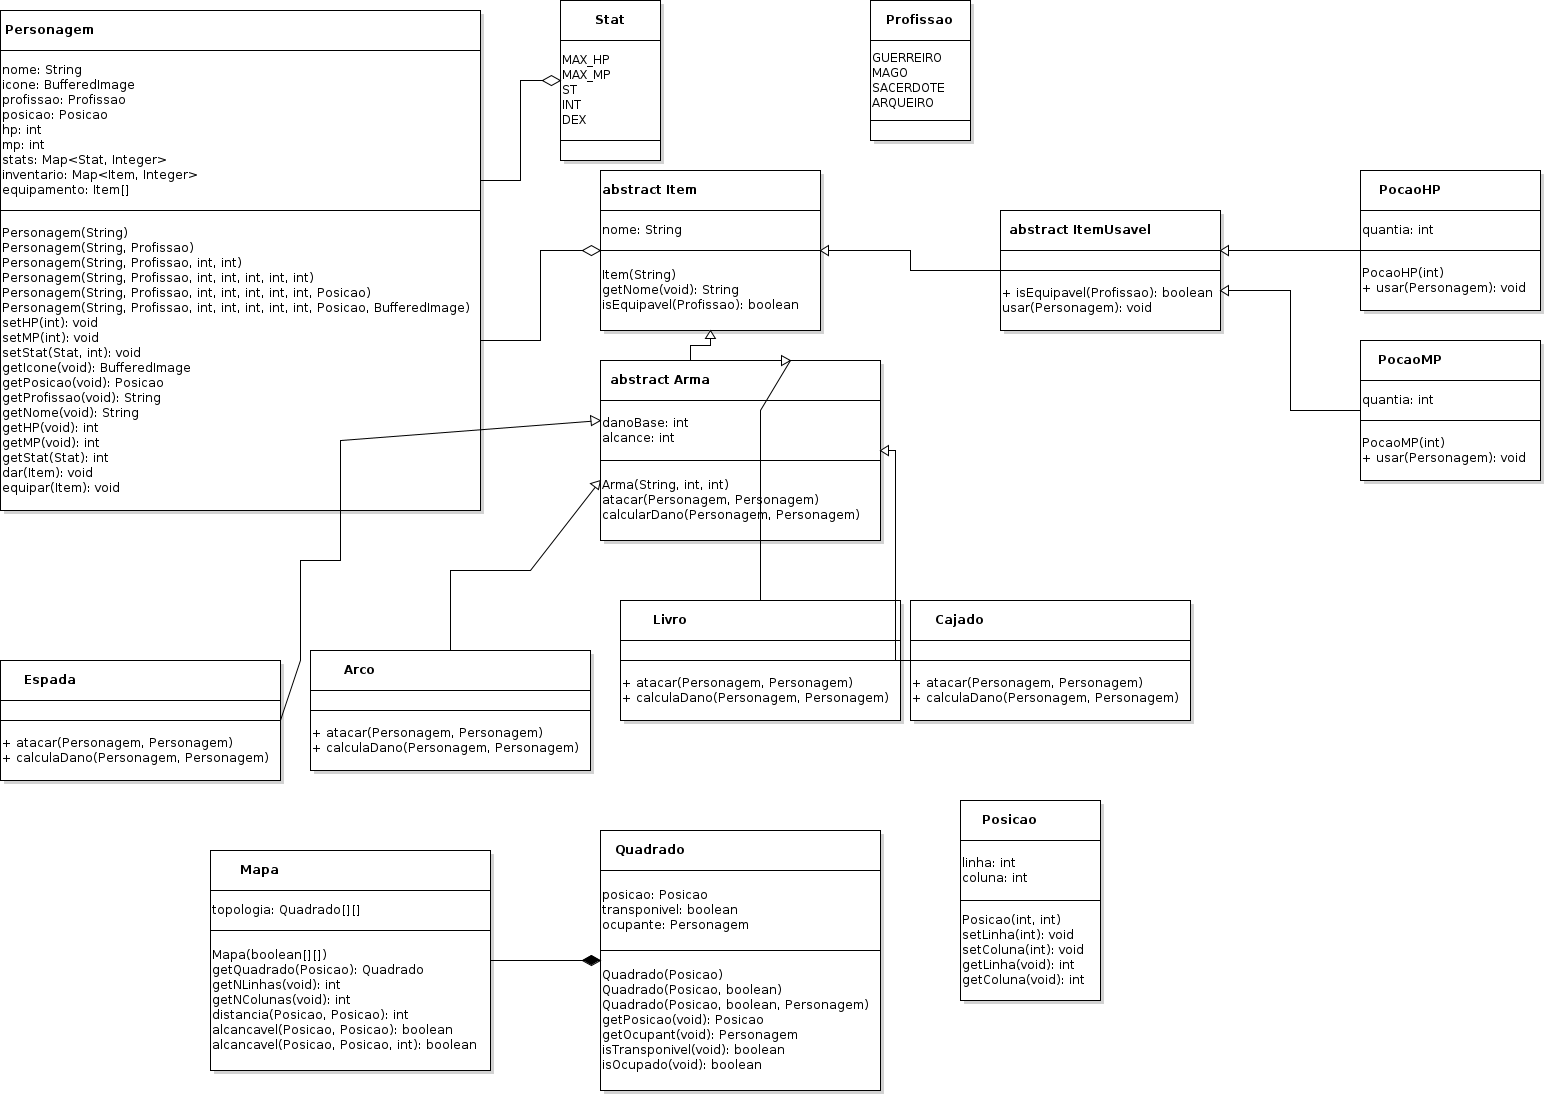 Personagem
nome: String
icone: BufferedImage
profissao: Profissao
posicao: Posicao
hp: int
mp: int
stats: Map<Stat, Integer>
inventario: Map<Item, Integer>
equipamento: Item[]
Personagem(String)
Personagem(String, Profissao)
Personagem(String, Profissao, int, int)
Personagem(String, Profissao, int, int, int, int, int)
Personagem(String, Profissao, int, int, int, int, int, Posicao)
Personagem(String, Profissao, int, int, int, int, int, Posicao, BufferedImage)
setHP(int): void
setMP(int): void
setStat(Stat, int): void
getIcone(void): BufferedImage
getPosicao(void): Posicao
getProfissao(void): String
getNome(void): String
getHP(void): int
getMP(void): int
getStat(Stat): int
dar(Item): void
equipar(Item): void
Stat
MAX_HP
MAX_MP
ST
INT
DEX
Profissao
GUERREIRO
MAGO
SACERDOTE
ARQUEIRO
abstract Item
nome: String
Item(String)
getNome(void): String
isEquipavel(Profissao): boolean
abstract ItemUsavel
+ isEquipavel(Profissao): boolean
usar(Personagem): void
PocaoHP
quantia: int
PocaoHP(int)
+ usar(Personagem): void
PocaoMP
quantia: int
PocaoMP(int)
+ usar(Personagem): void
abstract Arma
danoBase: int
alcance: int
Arma(String, int, int)
atacar(Personagem, Personagem)
calcularDano(Personagem, Personagem)
Espada
+ atacar(Personagem, Personagem)
+ calculaDano(Personagem, Personagem)
Arco
+ atacar(Personagem, Personagem)
+ calculaDano(Personagem, Personagem)
Livro
+ atacar(Personagem, Personagem)
+ calculaDano(Personagem, Personagem)
Cajado
+ atacar(Personagem, Personagem)
+ calculaDano(Personagem, Personagem)
Mapa
topologia: Quadrado[][]
Mapa(boolean[][])
getQuadrado(Posicao): Quadrado
getNLinhas(void): int
getNColunas(void): int
distancia(Posicao, Posicao): int
alcancavel(Posicao, Posicao): boolean
alcancavel(Posicao, Posicao, int): boolean
Quadrado
posicao: Posicao
transponivel: boolean
ocupante: Personagem
Quadrado(Posicao)
Quadrado(Posicao, boolean)
Quadrado(Posicao, boolean, Personagem)
getPosicao(void): Posicao
getOcupant(void): Personagem
isTransponivel(void): boolean
isOcupado(void): boolean
Posicao
linha: int
coluna: int
Posicao(int, int)
setLinha(int): void
setColuna(int): void
getLinha(void): int
getColuna(void): int